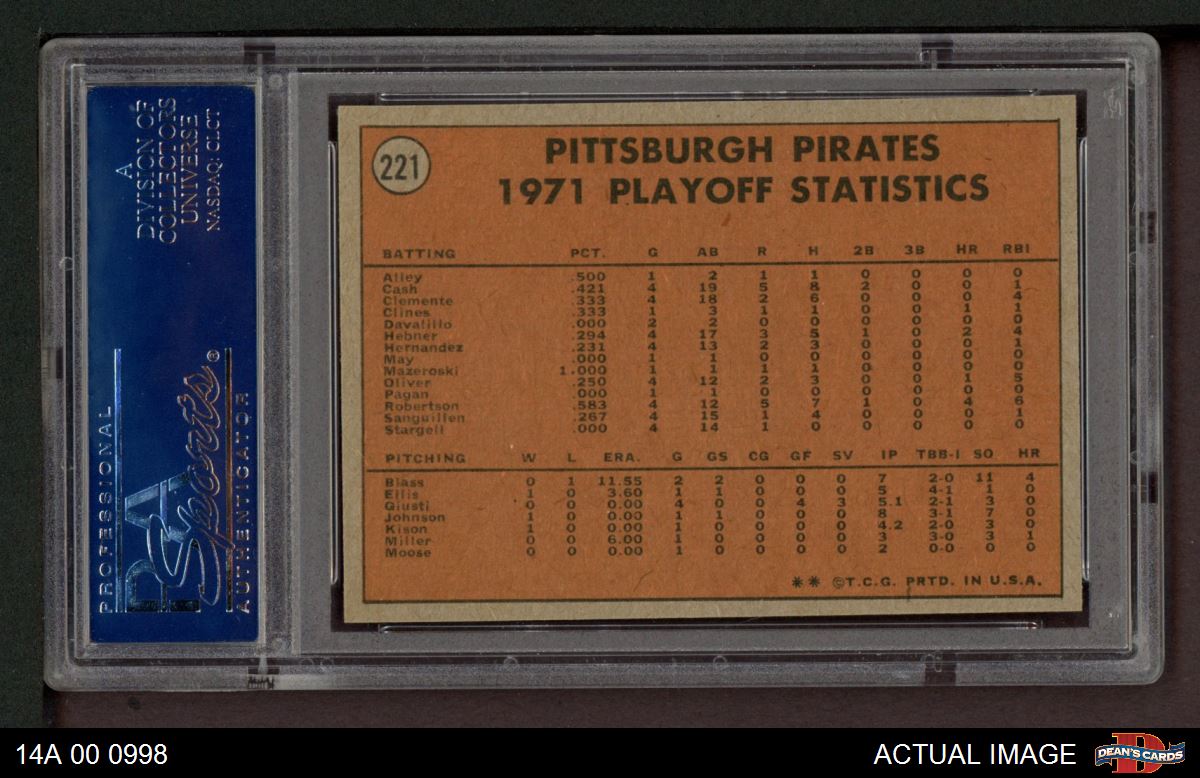 A
DIVISION OF
COLLECTORS
UNIVERSE
NASDAQ: CLCT
PROFESSIONAL
PSA
Sports®
AUTHENTICATOR
221
PITTSBURGH PIRATES
1971 PLAYOFF STATISTICS
BATTING PCT. G AB R H 2B 3B HR RBI
Alley .500 1 2 1 1 0 0 0 0
Cash .421 4 19 5 8 2 0 0 1
Clemente .333 4 18 2 6 0 0 0 4
Clines .333 1 3 1 1 0 0 1 1
Davalillo .000 2 2 0 0 0 0 0 0
Hebner .294 4 17 3 5 1 0 2 4
Hernandez .231 4 13 2 3 0 0 0 1
May .000 1 1 0 0 0 0 0 0
Mazeroski 1.000 1 1 1 1 0 0 0 0
Oliver .250 4 12 2 3 0 0 1 5
Pagan .000 1 1 0 0 0 0 0 0
Robertson .583 4 12 5 7 1 0 4 6
Sanguillen .267 4 15 1 4 0 0 0 1
Stargell .000 4 14 1 0 0 0 0 0
PITCHING W L ERA. G GS CG GF SV IP TBB-I SO HR
Blass 0 1 11.55 2 2 0 0 0 7 2-0 11 4
Ellis 1 0 3.60 1 1 0 0 0 5 4-1 1 0
Giusti 0 0 0.00 4 0 0 4 3 5.1 2-1 3 0
Johnson 1 0 0.00 1 1 0 0 0 8 3-1 7 0
Kison 1 0 0.00 1 0 0 0 0 4.2 2-0 3 0
Miller 0 0 6.00 1 0 0 0 0 3 3-0 3 1
Moose 0 0 0.00 1 0 0 0 0 2 0-0 0 0
** ©T.C.G. PRTD. IN U.S.A.
14A 00 0998
ACTUAL IMAGE
D
DEAN'S CARDS